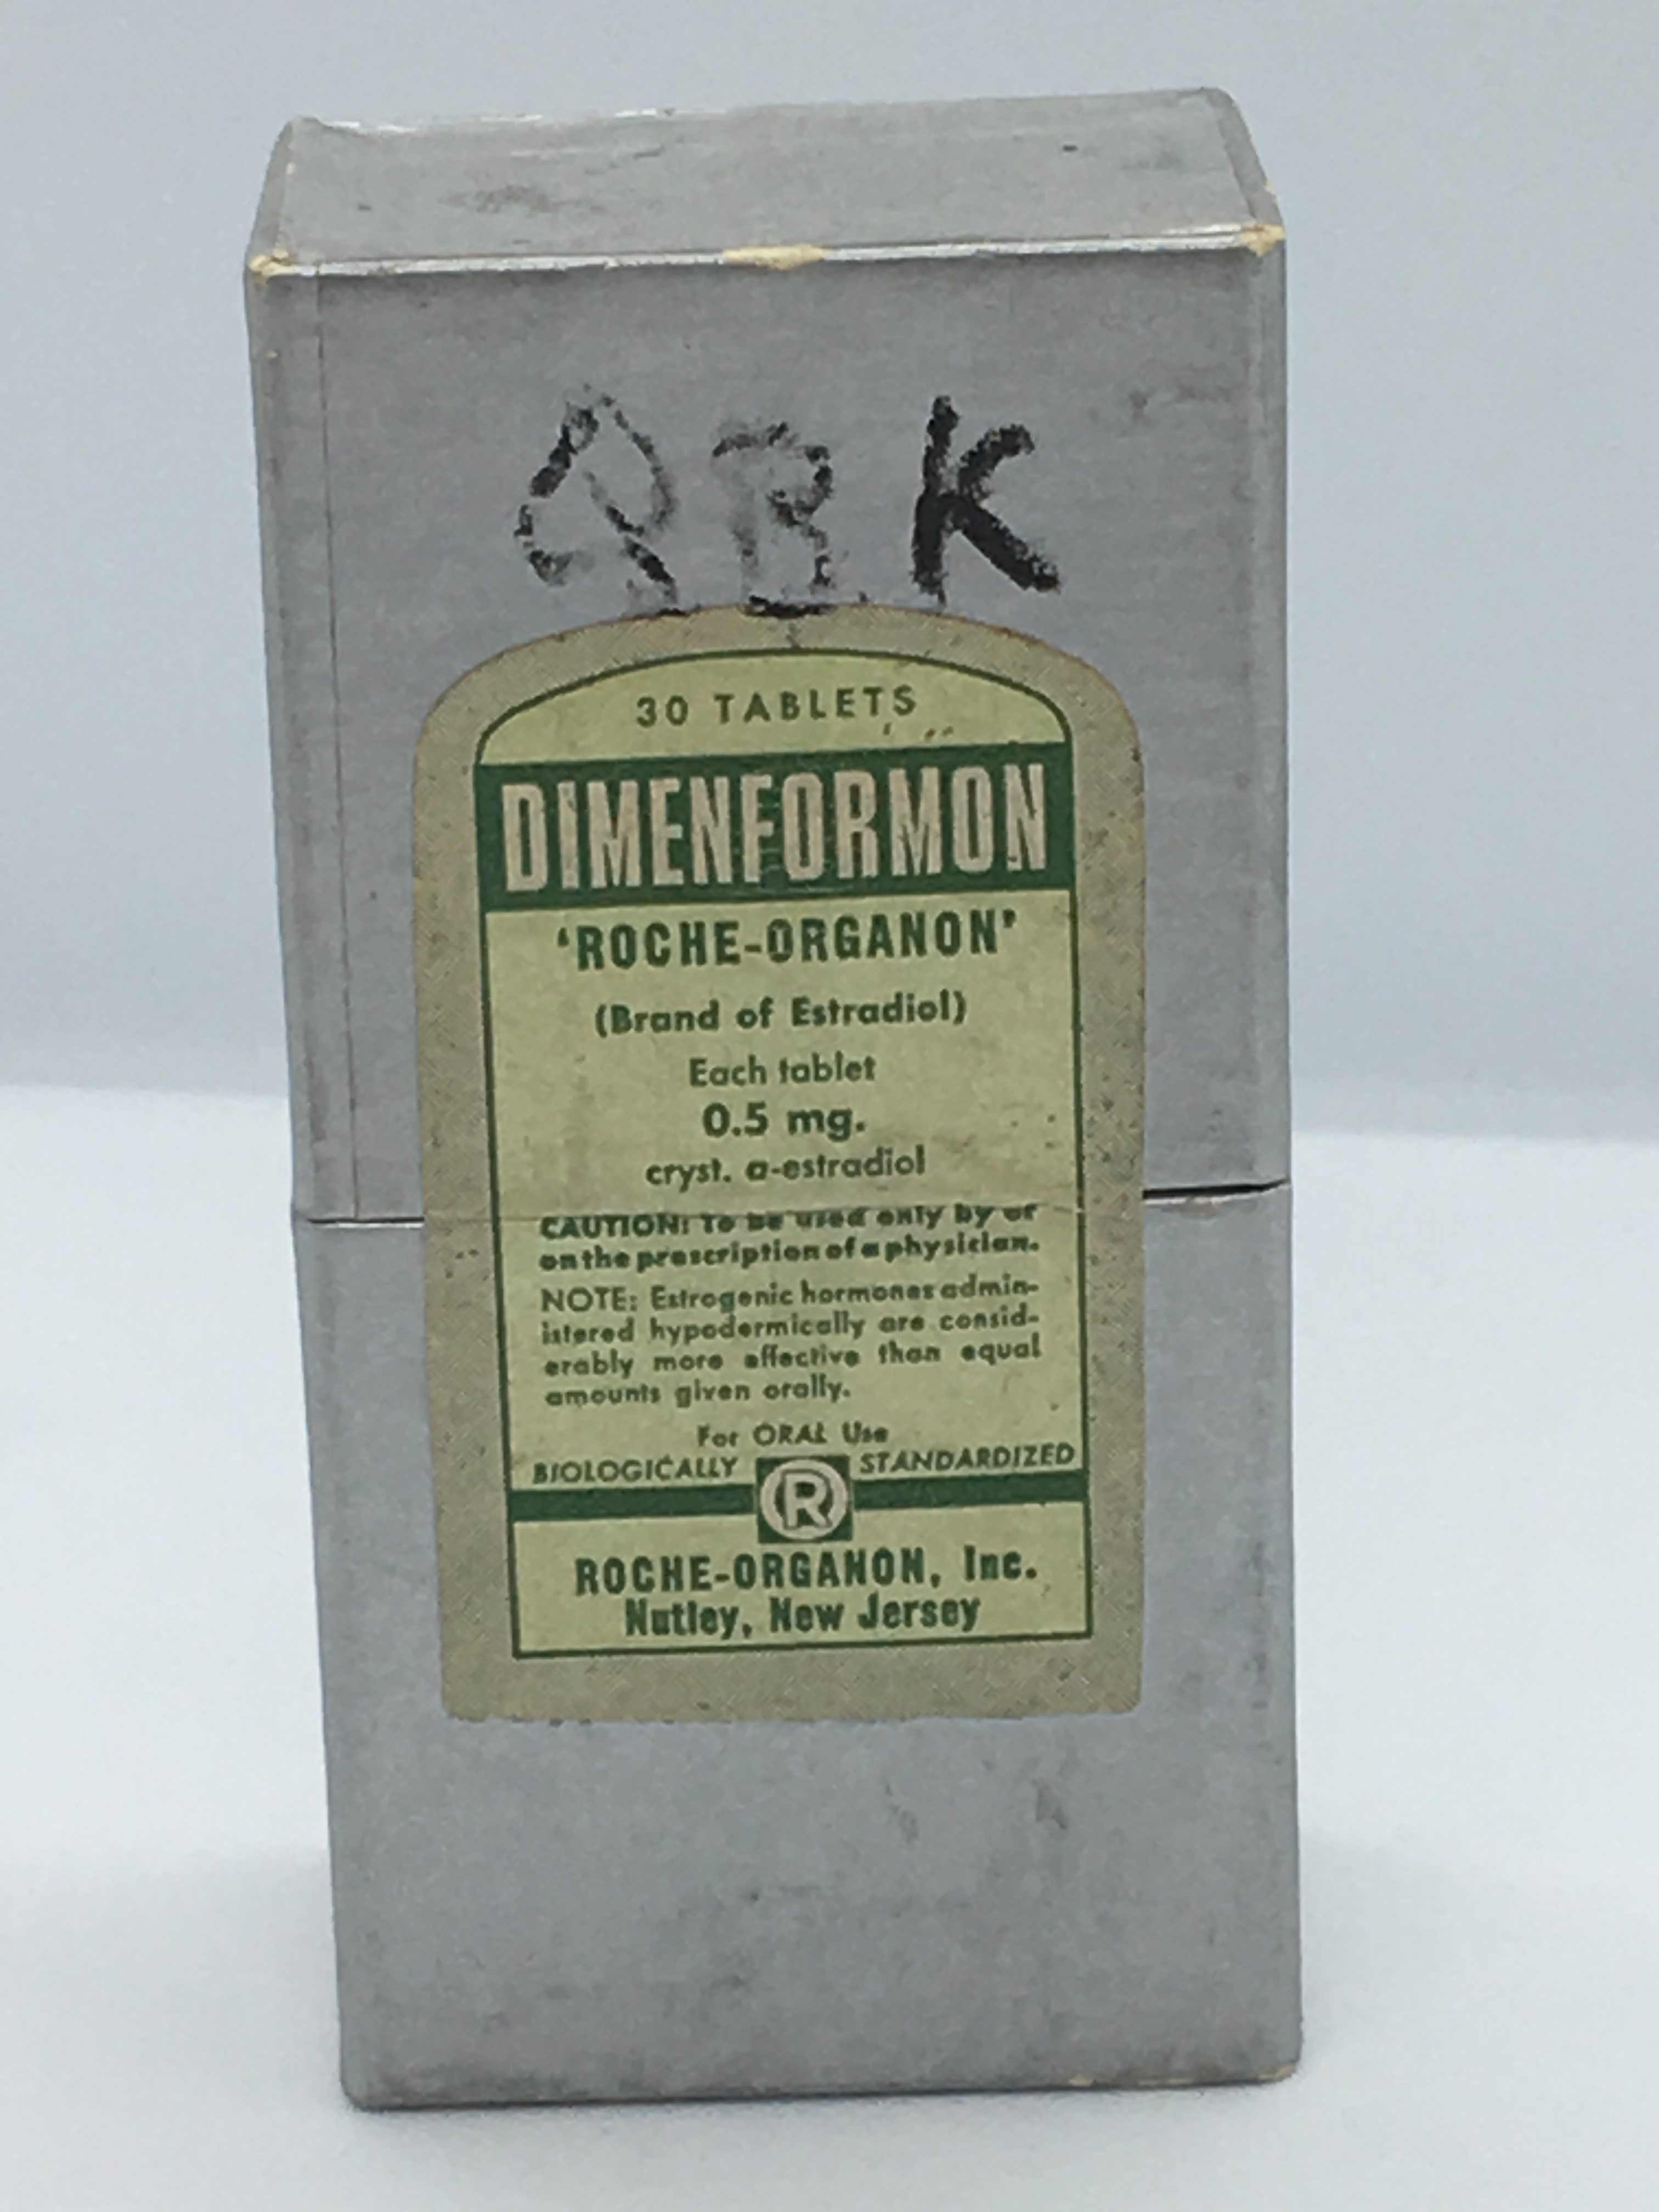 30 TABLETS
DIMENFORMON
'ROCHE-ORGANON'
(Brand of Estradiol)
Each tablet
0.5 mg.
cryst. α-estradiol
CAUTION: To be used only by or
on the prescription of a physician.
NOTE: Estrogenic hormones admin-
istered hypodermically are consid-
erably more effective than equal
amounts given orally.
For ORAL Use
BIOLOGICALLY STANDARDIZED
R
ROCHE-ORGANON, Inc.
Nutley, New Jersey